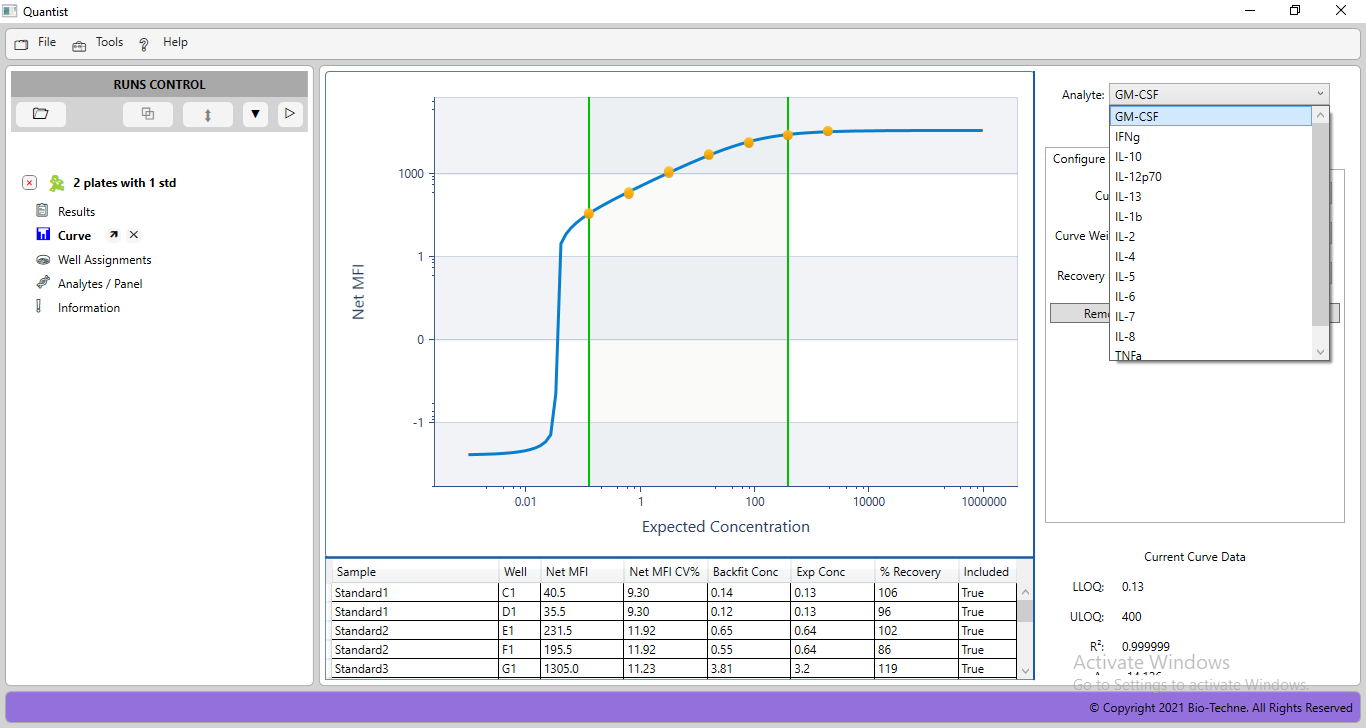 Quantist
File Tools ? Help
RUNS CONTROL
2 plates with 1 std
Results
Curve
Well Assignments
Analytes / Panel
Information
1000
1
0
-1
Net MFI
0.01 1 100 10000 1000000
Expected Concentration
Analyte: GM-CSF
GM-CSF
IFNg
IL-10
IL-12p70
IL-13
IL-1b
IL-2
IL-4
IL-5
IL-6
IL-7
IL-8
TNFa
Configure
Cu
Curve Wei
Recovery
Rem
Sample Well Net MFI Net MFI CV% Backfit Conc Exp Conc % Recovery Included
Standard1 C1 40.5 9.30 0.14 0.13 106 True
Standard1 D1 35.5 9.30 0.12 0.13 96 True
Standard2 E1 231.5 11.92 0.65 0.64 102 True
Standard2 F1 195.5 11.92 0.55 0.64 86 True
Standard3 G1 1305.0 11.23 3.81 3.2 119 True
Current Curve Data
LLOQ: 0.13
ULOQ: 400
R²: 0.999999
Activate Windows
Go to Settings to activate Windows.
© Copyright 2021 Bio-Techne. All Rights Reserved